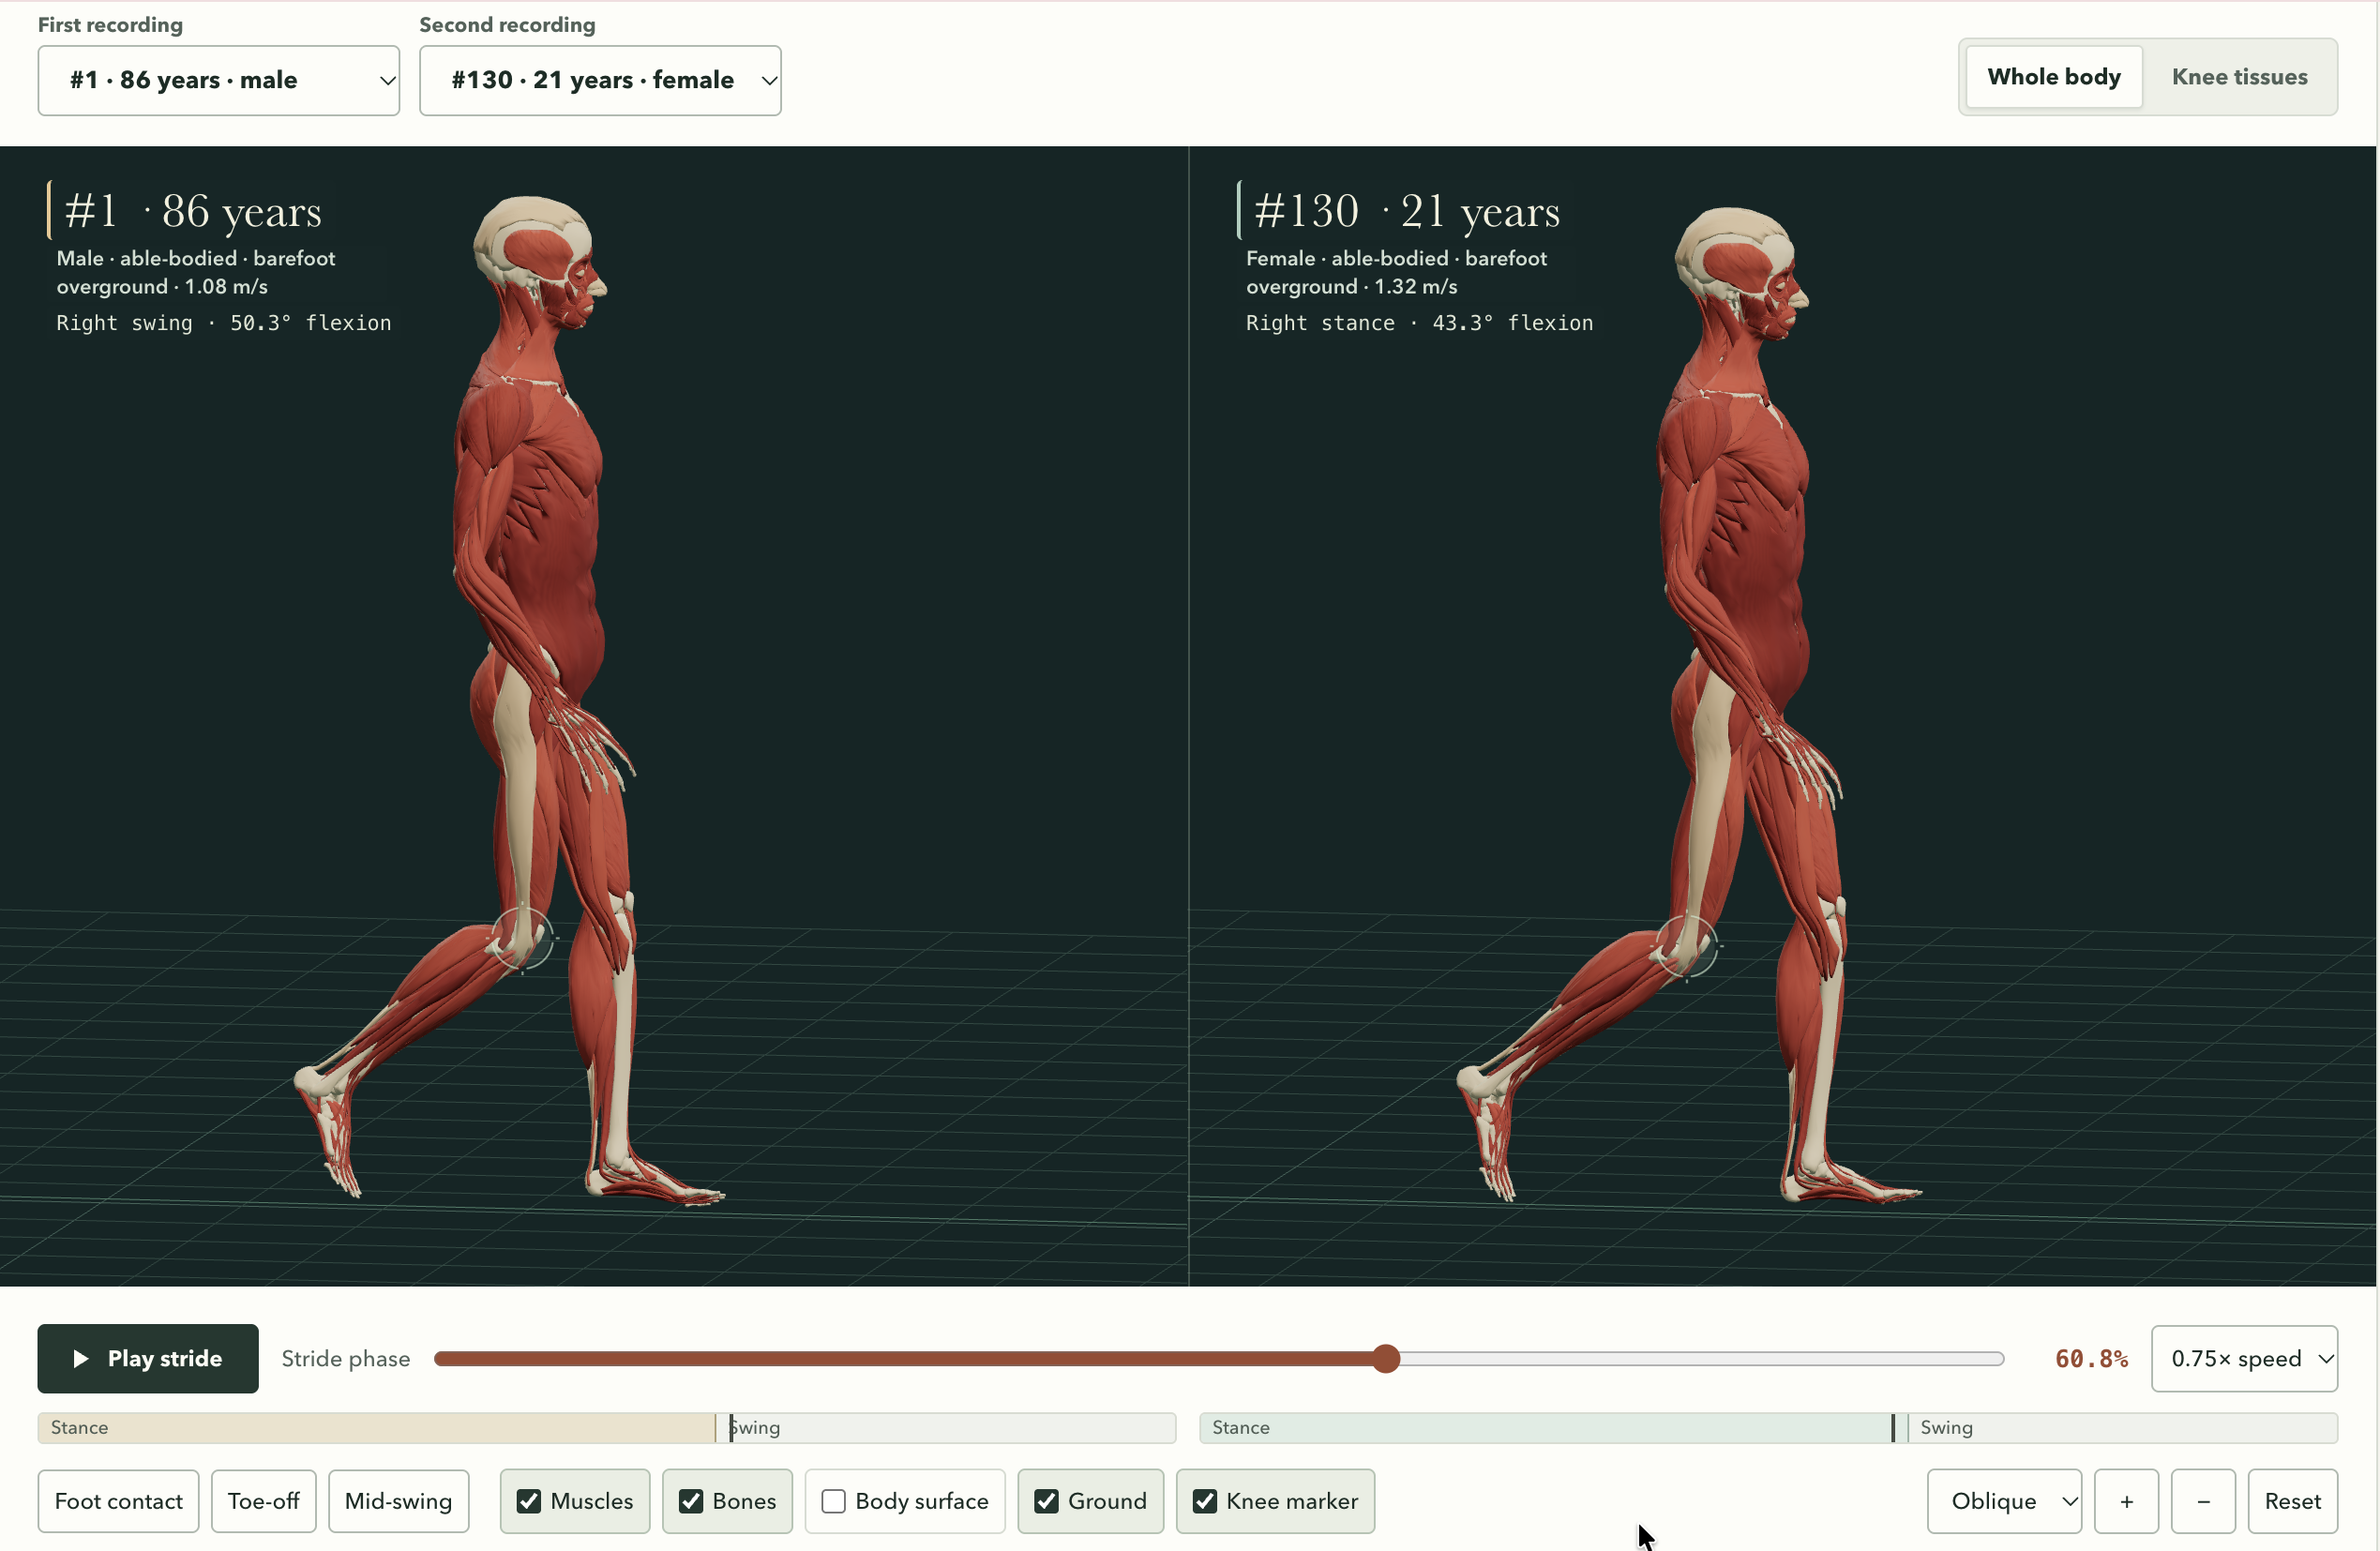 First recording
Second recording
#1 · 86 years · male
#130 · 21 years · female
Whole body
Knee tissues
#1 · 86 years
Male · able-bodied · barefoot
overground · 1.08 m/s
Right swing · 50.3° flexion
#130 · 21 years
Female · able-bodied · barefoot
overground · 1.32 m/s
Right stance · 43.3° flexion
Play stride
Stride phase
60.8%
0.75× speed
Stance
Swing
Stance
Swing
Foot contact
Toe-off
Mid-swing
Muscles
Bones
Body surface
Ground
Knee marker
Oblique
+
−
Reset